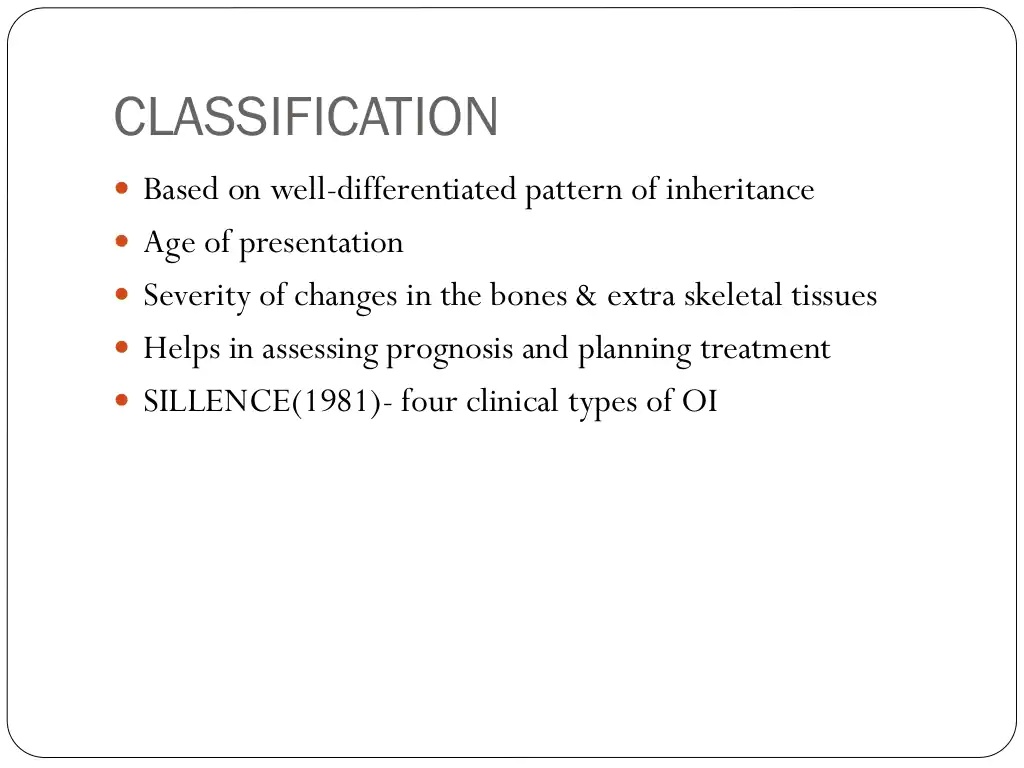 CLASSIFICATION
• Based on well-differentiated pattern of inheritance
• Age of presentation
• Severity of changes in the bones & extra skeletal tissues
• Helps in assessing prognosis and planning treatment
• SILLENCE(1981)- four clinical types of OI